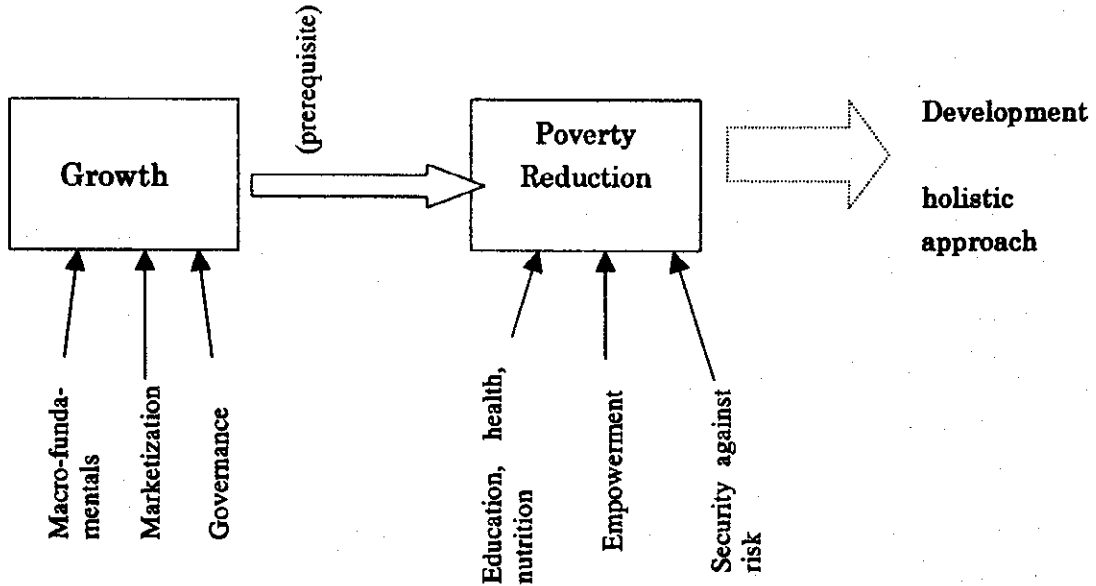 (prerequisite)
Growth
Poverty
Reduction
Development
holistic
approach
Macro-funda-
mentals
Marketization
Governance
Education, health,
nutrition
Empowerment
Security against
risk